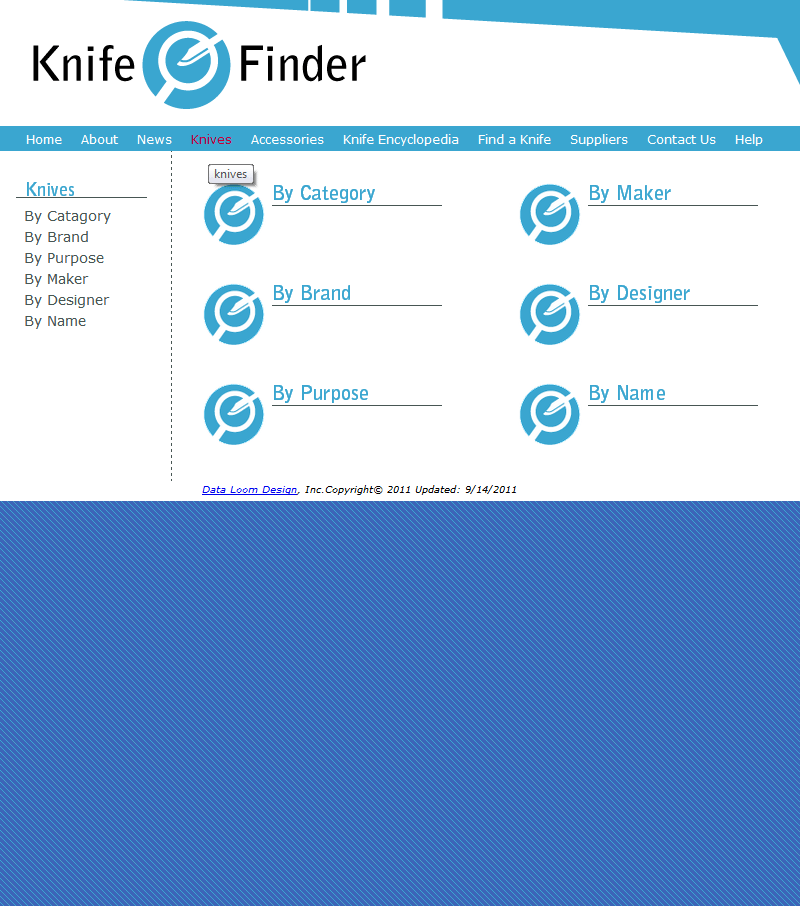 Knife Finder
Home About News Knives Accessories Knife Encyclopedia Find a Knife Suppliers Contact Us Help
knives
Knives
By Catagory
By Brand
By Purpose
By Maker
By Designer
By Name
By Category
By Maker
By Brand
By Designer
By Purpose
By Name
Data Loom Design, Inc.Copyright© 2011 Updated: 9/14/2011